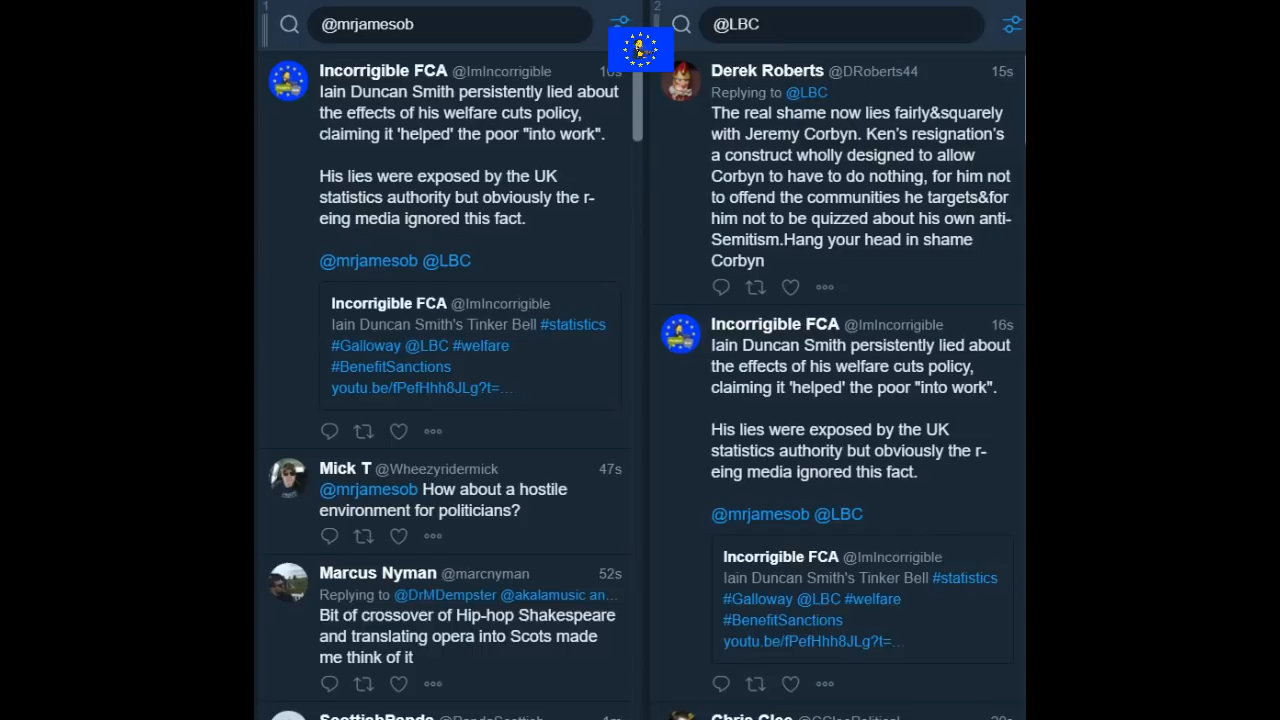 1
@mrjamesob
Incorrigible FCA @ImIncorrigible 10s
Iain Duncan Smith persistently lied about
the effects of his welfare cuts policy,
claiming it 'helped' the poor "into work".
His lies were exposed by the UK
statistics authority but obviously the r-
eing media ignored this fact.
@mrjamesob @LBC
Incorrigible FCA @ImIncorrigible
Iain Duncan Smith's Tinker Bell #statistics
#Galloway @LBC #welfare
#BenefitSanctions
youtu.be/fPefHhh8JLg?t=…
Mick T @Wheezyridermick 47s
@mrjamesob How about a hostile
environment for politicians?
Marcus Nyman @marcnyman 52s
Replying to @DrMDempster @akalamusic an…
Bit of crossover of Hip-hop Shakespeare
and translating opera into Scots made
me think of it
ScottishPanda @PandaScottish 1m
2
@LBC
Derek Roberts @DRoberts44 15s
Replying to @LBC
The real shame now lies fairly&squarely
with Jeremy Corbyn. Ken's resignation's
a construct wholly designed to allow
Corbyn to have to do nothing, for him not
to offend the communities he targets&for
him not to be quizzed about his own anti-
Semitism.Hang your head in shame
Corbyn
Incorrigible FCA @ImIncorrigible 16s
Iain Duncan Smith persistently lied about
the effects of his welfare cuts policy,
claiming it 'helped' the poor "into work".
His lies were exposed by the UK
statistics authority but obviously the r-
eing media ignored this fact.
@mrjamesob @LBC
Incorrigible FCA @ImIncorrigible
Iain Duncan Smith's Tinker Bell #statistics
#Galloway @LBC #welfare
#BenefitSanctions
youtu.be/fPefHhh8JLg?t=…